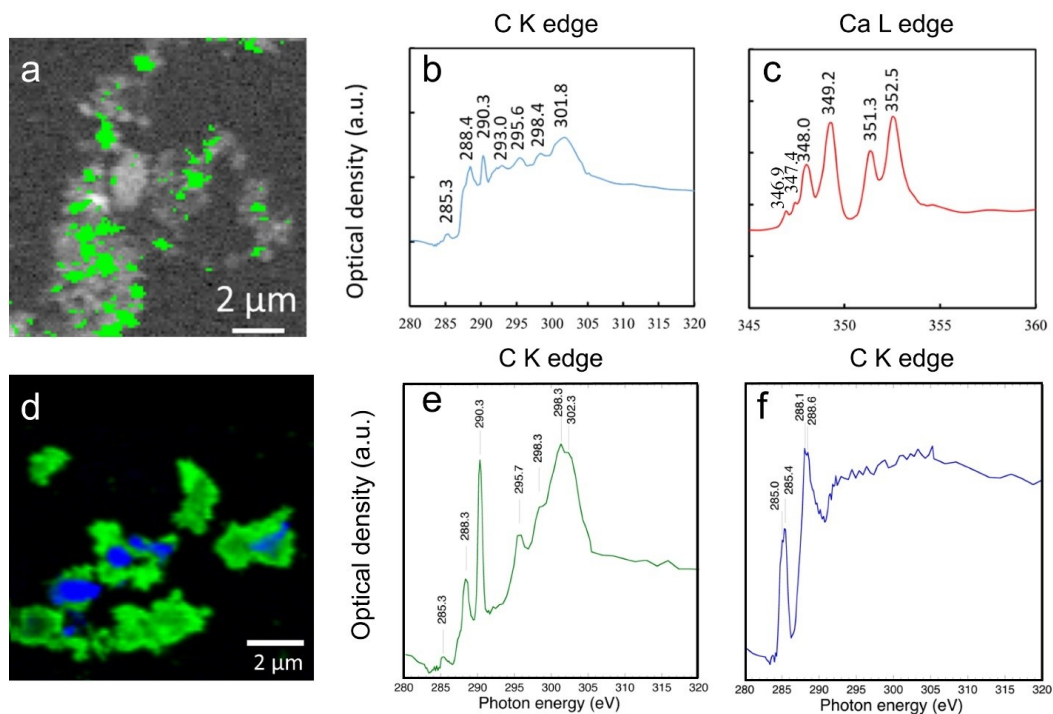 C K edge
Ca L edge
a
2 µm
b
Optical density (a.u.)
285.3
288.4
290.3
293.0
295.6
298.4
301.8
280 285 290 295 300 305 310 315 320
c
346.9
347.4
348.0
349.2
351.3
352.5
345 350 355 360
C K edge
C K edge
d
2 µm
e
Optical density (a.u.)
285.3
288.3
290.3
295.7
298.3
298.3
302.3
280 285 290 295 300 305 310 315 320
Photon energy (eV)
f
285.0
285.4
288.1
288.6
280 285 290 295 300 305 310 315 320
Photon energy (eV)